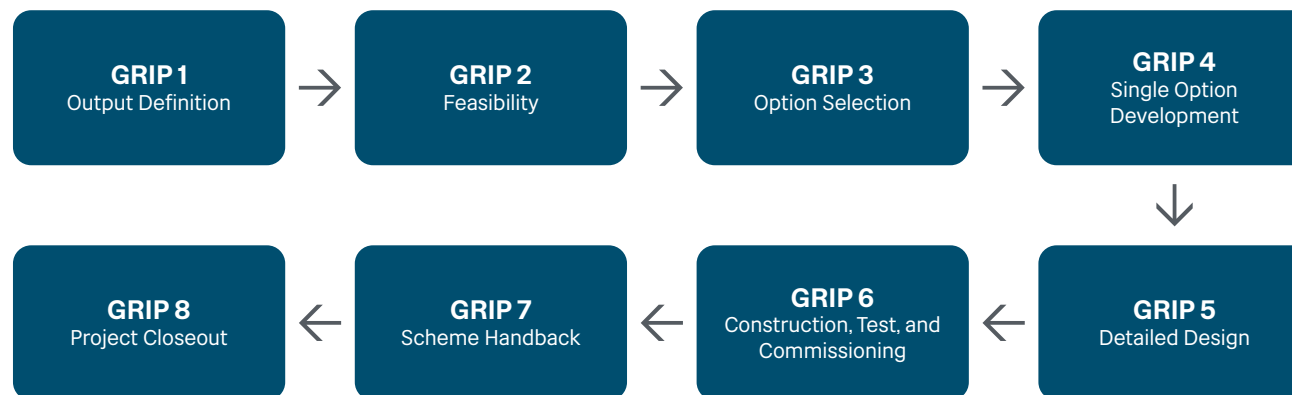 GRIP 1
Output Definition
GRIP 2
Feasibility
GRIP 3
Option Selection
GRIP 4
Single Option
Development
GRIP 8
Project Closeout
GRIP 7
Scheme Handback
GRIP 6
Construction, Test, and
Commissioning
GRIP 5
Detailed Design